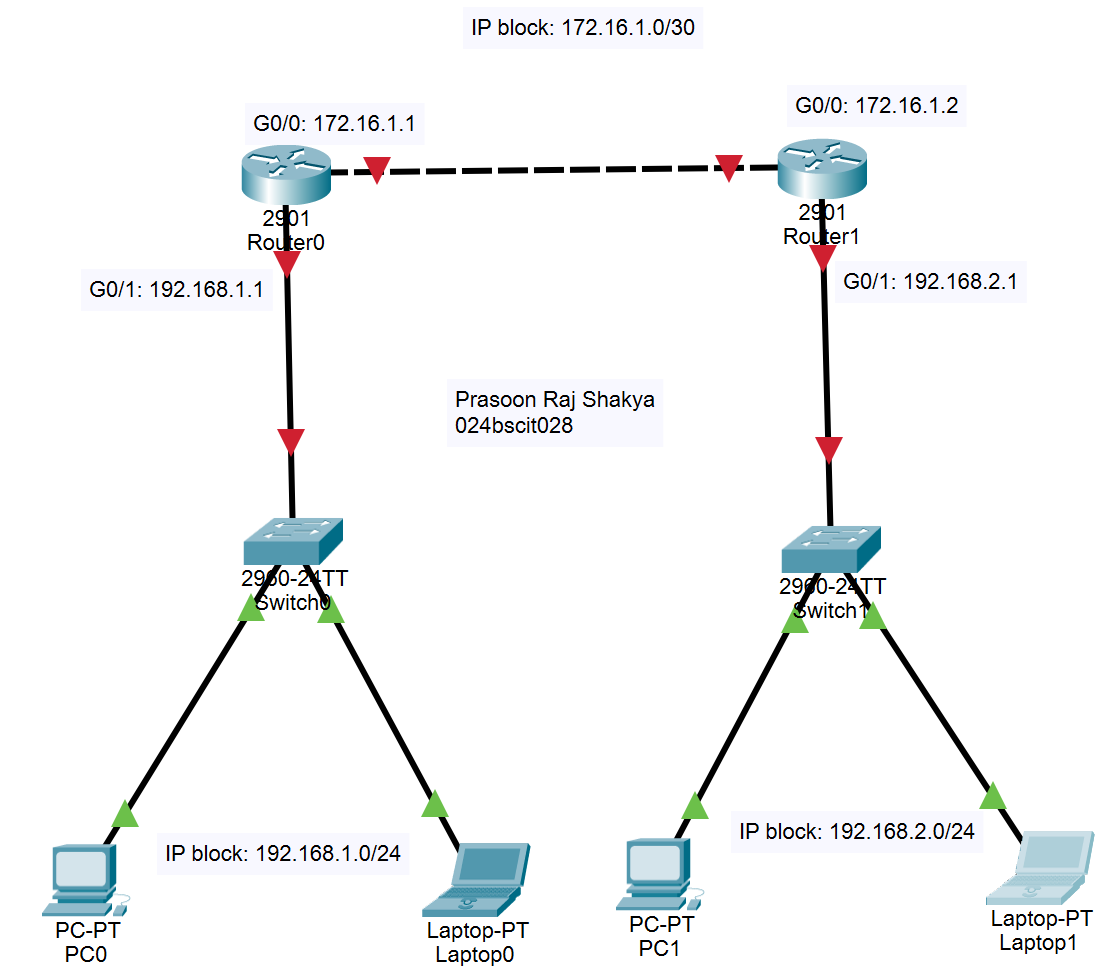 IP block: 172.16.1.0/30
G0/0: 172.16.1.1
G0/0: 172.16.1.2
2901
Router0
2901
Router1
G0/1: 192.168.1.1
G0/1: 192.168.2.1
Prasoon Raj Shakya
024bscit028
2960-24TT
Switch0
2960-24TT
Switch1
IP block: 192.168.1.0/24
IP block: 192.168.2.0/24
PC-PT
PC0
Laptop-PT
Laptop0
PC-PT
PC1
Laptop-PT
Laptop1